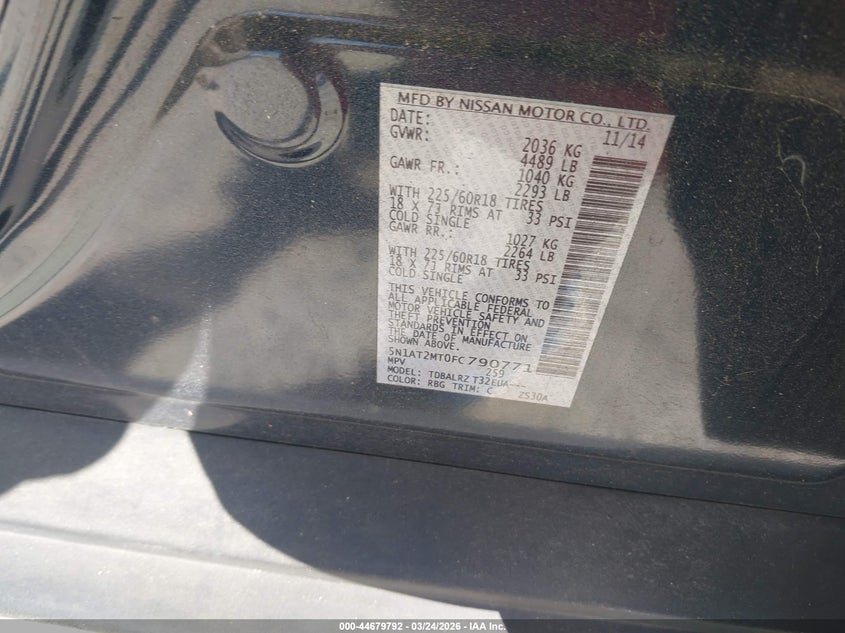 MFD BY NISSAN MOTOR CO., LTD.
DATE: 11/14
GVWR: 2036 KG
4489 LB
GAWR FR.: 1040 KG
2293 LB
WITH 225/60R18 TIRES
18 X 7J RIMS AT 33 PSI
COLD SINGLE
GAWR RR.: 1027 KG
2264 LB
WITH 225/60R18 TIRES
18 X 7J RIMS AT 33 PSI
COLD SINGLE
THIS VEHICLE CONFORMS TO
ALL APPLICABLE FEDERAL
MOTOR VEHICLE SAFETY AND
THEFT PREVENTION
STANDARDS IN EFFECT ON
THE DATE OF MANUFACTURE
SHOWN ABOVE.
5N1AT2MT0FC790771
MPV 259
MODEL: TDBALRZ T32EUA---
COLOR: RBG TRIM: C ZS30A
000-44679792 - 03/24/2026 - IAA Inc.